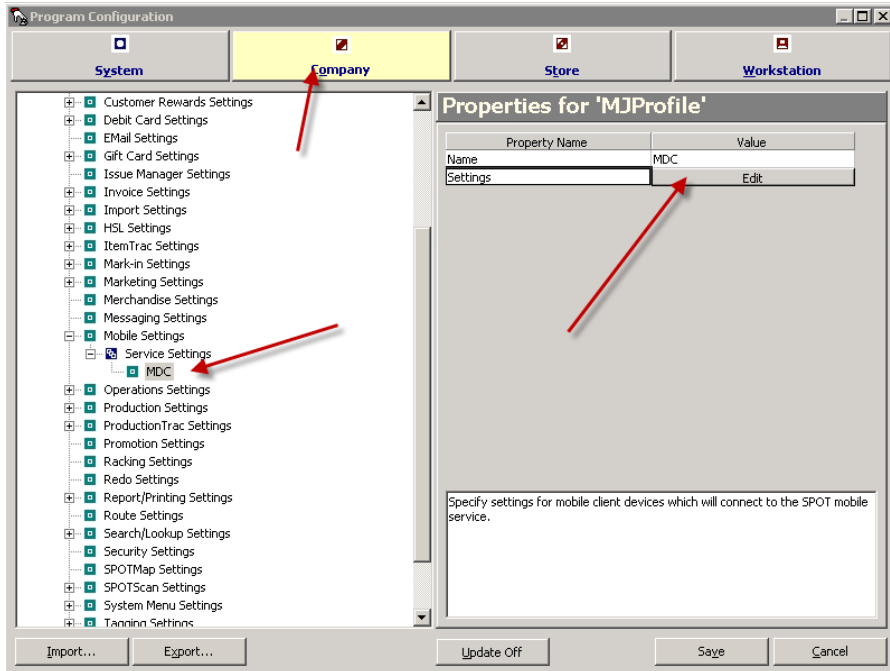 Program Configuration
System
Company
Store
Workstation
Customer Rewards Settings
Debit Card Settings
EMail Settings
Gift Card Settings
Issue Manager Settings
Invoice Settings
Import Settings
HSL Settings
ItemTrac Settings
Mark-in Settings
Marketing Settings
Merchandise Settings
Messaging Settings
Mobile Settings
Service Settings
MDC
Operations Settings
Production Settings
ProductionTrac Settings
Promotion Settings
Racking Settings
Redo Settings
Report/Printing Settings
Route Settings
Search/Lookup Settings
Security Settings
SPOTMap Settings
SPOTScan Settings
System Menu Settings
Tagging Settings
Properties for 'MJProfile'
Property Name Value
Name MDC
Settings Edit
Specify settings for mobile client devices which will connect to the SPOT mobile
service.
Import... Export... Update Off Save Cancel